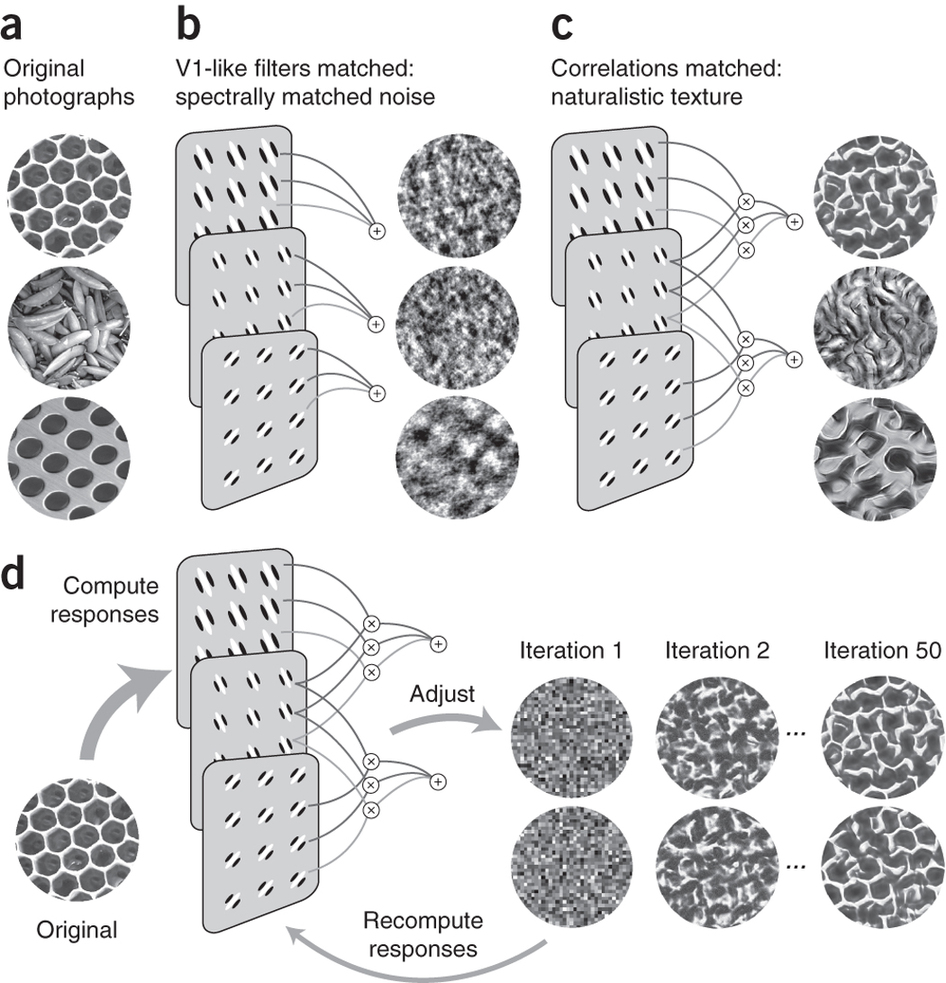 a
Original
photographs
b
V1-like filters matched:
spectrally matched noise
+
+
+
c
Correlations matched:
naturalistic texture
×
×
×
+
×
×
×
+
d
Compute
responses
Original
×
×
×
+
×
×
×
+
Adjust
Recompute
responses
Iteration 1
Iteration 2
Iteration 50
...
...